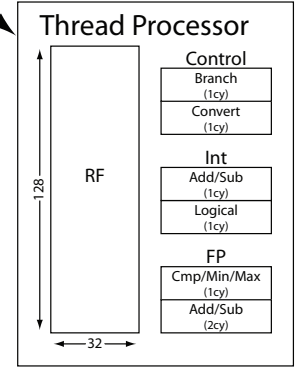 Thread Processor
Control
Branch
(1cy)
Convert
(1cy)
RF
128
Int
Add/Sub
(1cy)
Logical
(1cy)
FP
Cmp/Min/Max
(1cy)
Add/Sub
(2cy)
32